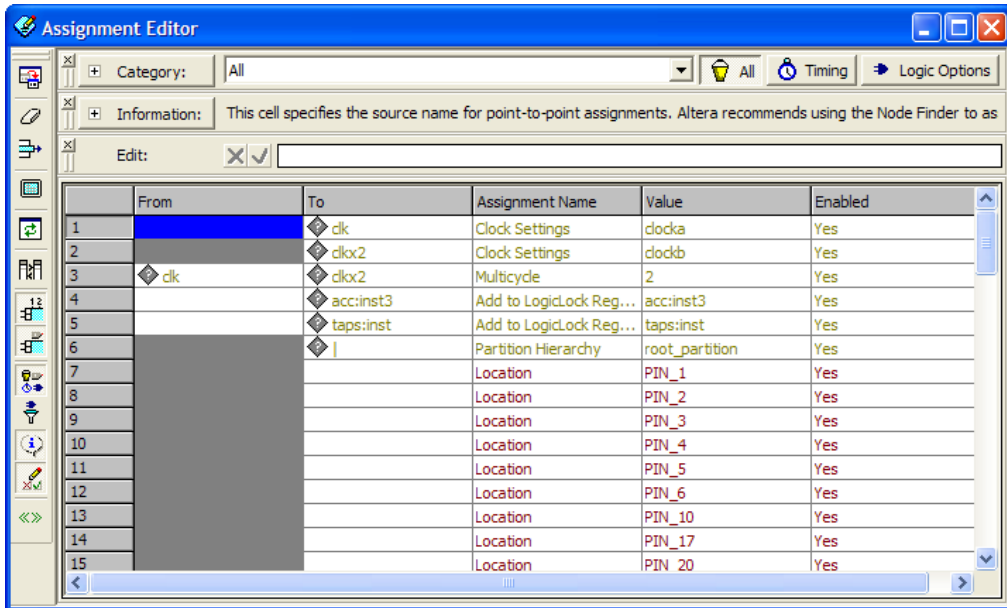 Assignment Editor
Category: All All Timing Logic Options
Information: This cell specifies the source name for point-to-point assignments. Altera recommends using the Node Finder to as
Edit:
From To Assignment Name Value Enabled
1 clk Clock Settings clocka Yes
2 clkx2 Clock Settings clockb Yes
3 clk clkx2 Multicycle 2 Yes
4 acc:inst3 Add to LogicLock Reg... acc:inst3 Yes
5 taps:inst Add to LogicLock Reg... taps:inst Yes
6 | Partition Hierarchy root_partition Yes
7 Location PIN_1 Yes
8 Location PIN_2 Yes
9 Location PIN_3 Yes
10 Location PIN_4 Yes
11 Location PIN_5 Yes
12 Location PIN_6 Yes
13 Location PIN_10 Yes
14 Location PIN_17 Yes
15 Location PIN_20 Yes